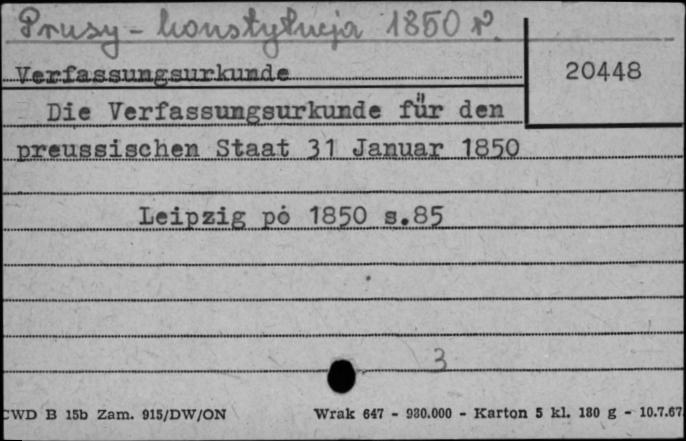 Prusy - konstytucja 1850 r.
Verfassungsurkunde
20448
Die Verfassungsurkunde für den
preussischen Staat 31 Januar 1850
Leipzig pó 1850 s.85
3
CWD B 15b Zam. 915/DW/ON Wrak 647 - 980.000 - Karton 5 kl. 180 g - 10.7.67